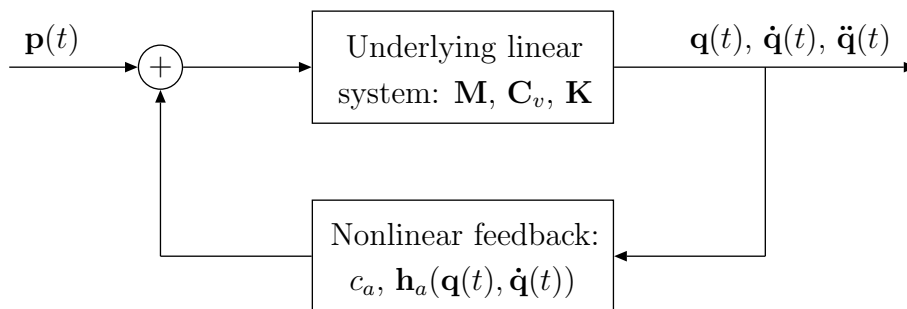 p(t)
+
Underlying linear
system: M, C_v, K
q(t), q̇(t), q̈(t)
Nonlinear feedback:
c_a, h_a(q(t), q̇(t))